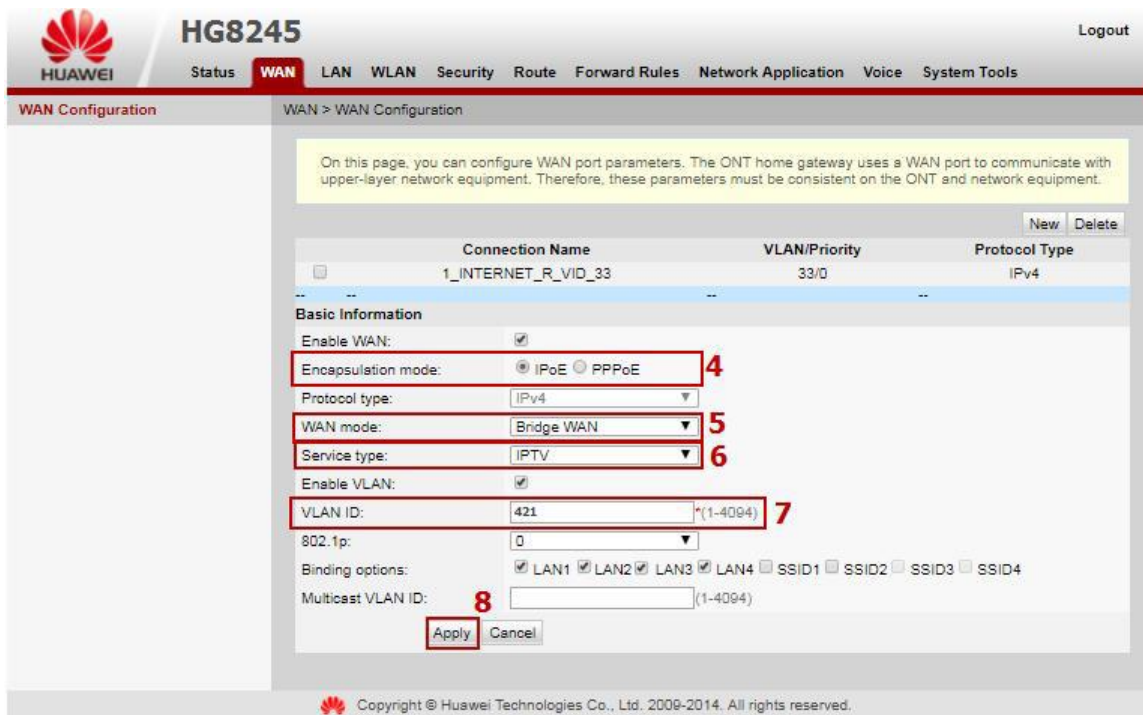 HG8245
Logout
HUAWEI
Status WAN LAN WLAN Security Route Forward Rules Network Application Voice System Tools
WAN Configuration
WAN > WAN Configuration
On this page, you can configure WAN port parameters. The ONT home gateway uses a WAN port to communicate with
upper-layer network equipment. Therefore, these parameters must be consistent on the ONT and network equipment.
New Delete
Connection Name VLAN/Priority Protocol Type
1_INTERNET_R_VID_33 33/0 IPv4
-- -- -- --
Basic Information
Enable WAN:
Encapsulation mode: IPoE PPPoE 4
Protocol type: IPv4
WAN mode: Bridge WAN 5
Service type: IPTV 6
Enable VLAN:
VLAN ID: 421 *(1-4094) 7
802.1p: 0
Binding options: LAN1 LAN2 LAN3 LAN4 SSID1 SSID2 SSID3 SSID4
Multicast VLAN ID: (1-4094)
8
Apply Cancel
Copyright © Huawei Technologies Co., Ltd. 2009-2014. All rights reserved.